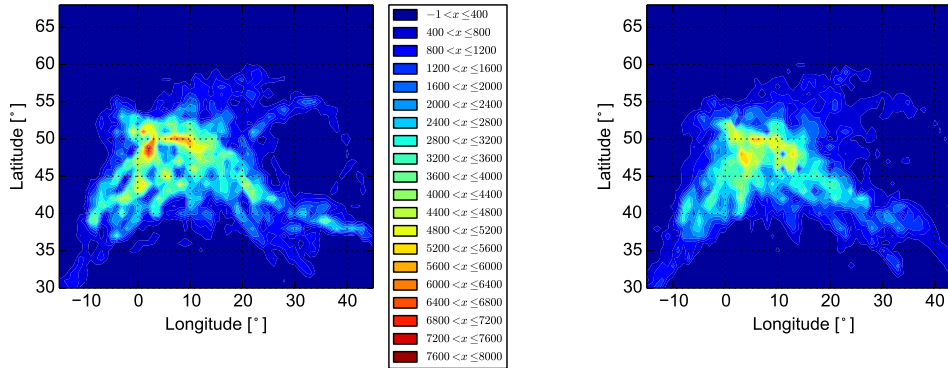 65
60
55
50
45
40
35
30
Latitude [°]
−10 0 10 20 30 40
Longitude [°]
−1 < x ≤400
400 < x ≤800
800 < x ≤1200
1200 < x ≤1600
1600 < x ≤2000
2000 < x ≤2400
2400 < x ≤2800
2800 < x ≤3200
3200 < x ≤3600
3600 < x ≤4000
4000 < x ≤4400
4400 < x ≤4800
4800 < x ≤5200
5200 < x ≤5600
5600 < x ≤6000
6000 < x ≤6400
6400 < x ≤6800
6800 < x ≤7200
7200 < x ≤7600
7600 < x ≤8000
65
60
55
50
45
40
35
30
Latitude [°]
−10 0 10 20 30 40
Longitude [°]